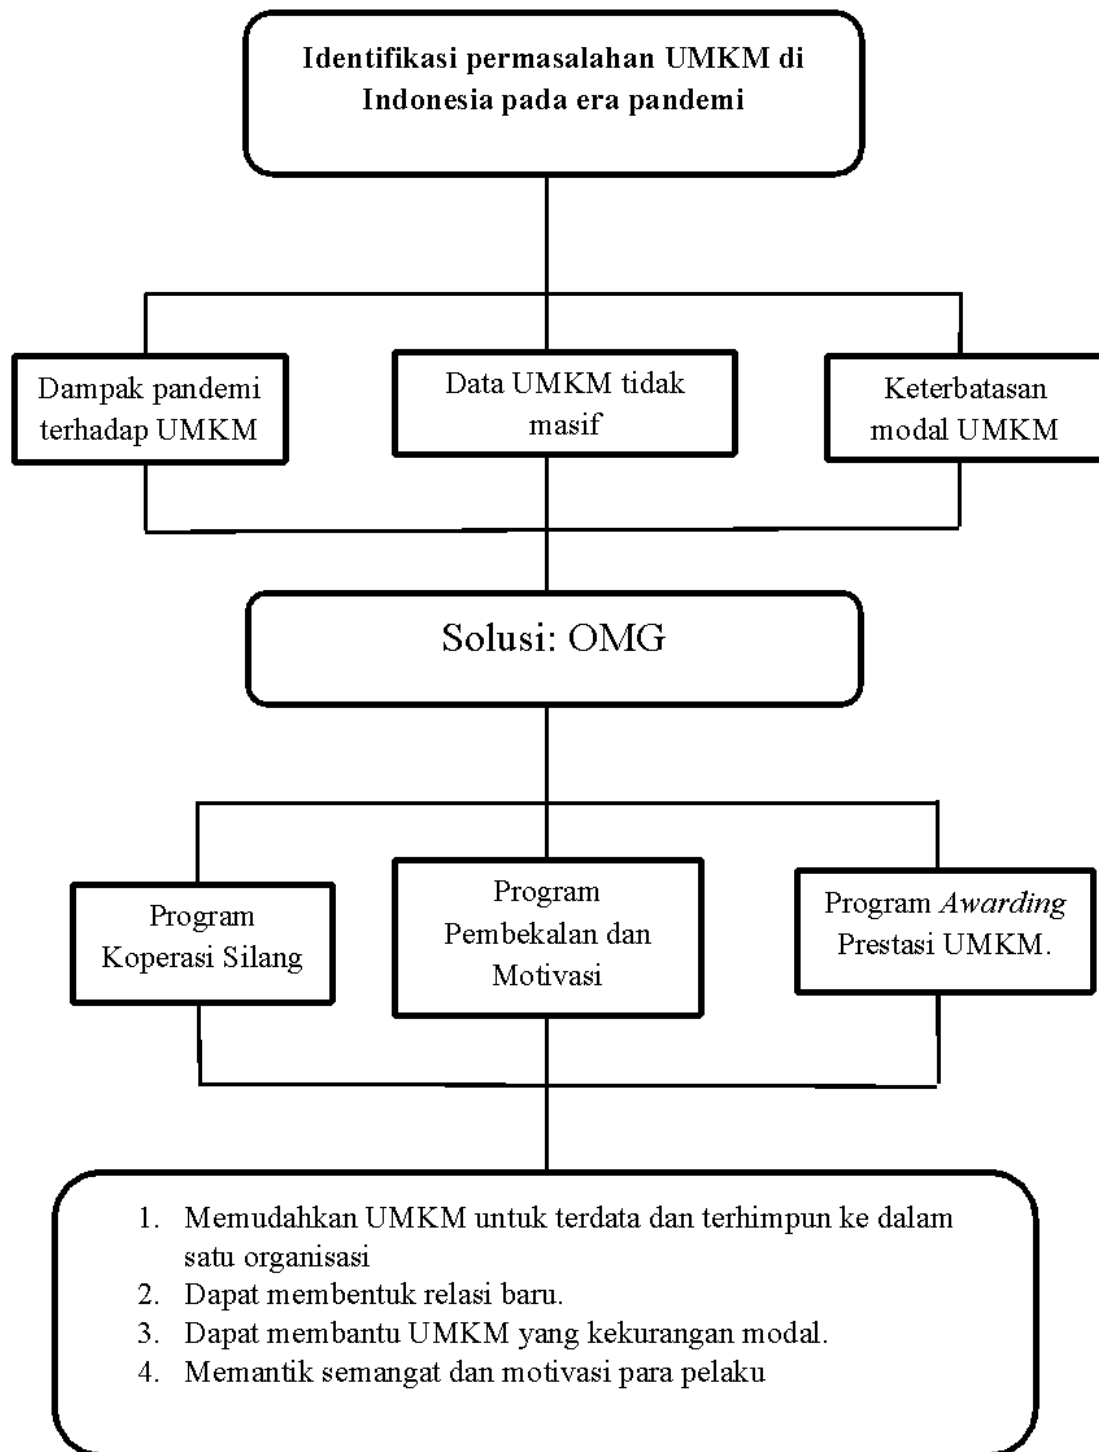 Identifikasi permasalahan UMKM di
Indonesia pada era pandemi
Dampak pandemi
terhadap UMKM
Data UMKM tidak
masif
Keterbatasan
modal UMKM
Solusi: OMG
Program
Koperasi Silang
Program
Pembekalan dan
Motivasi
Program Awarding
Prestasi UMKM.
1. Memudahkan UMKM untuk terdata dan terhimpun ke dalam
satu organisasi
2. Dapat membentuk relasi baru.
3. Dapat membantu UMKM yang kekurangan modal.
4. Memantik semangat dan motivasi para pelaku